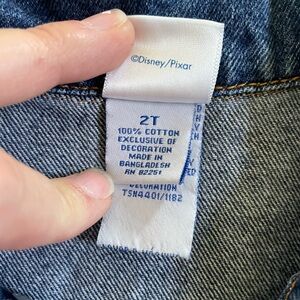 ©Disney/Pixar
2T
100% COTTON
EXCLUSIVE OF
DECORATION
MADE IN
BANGLADESH
RN 82251
DECORATION
TSN4401/1182